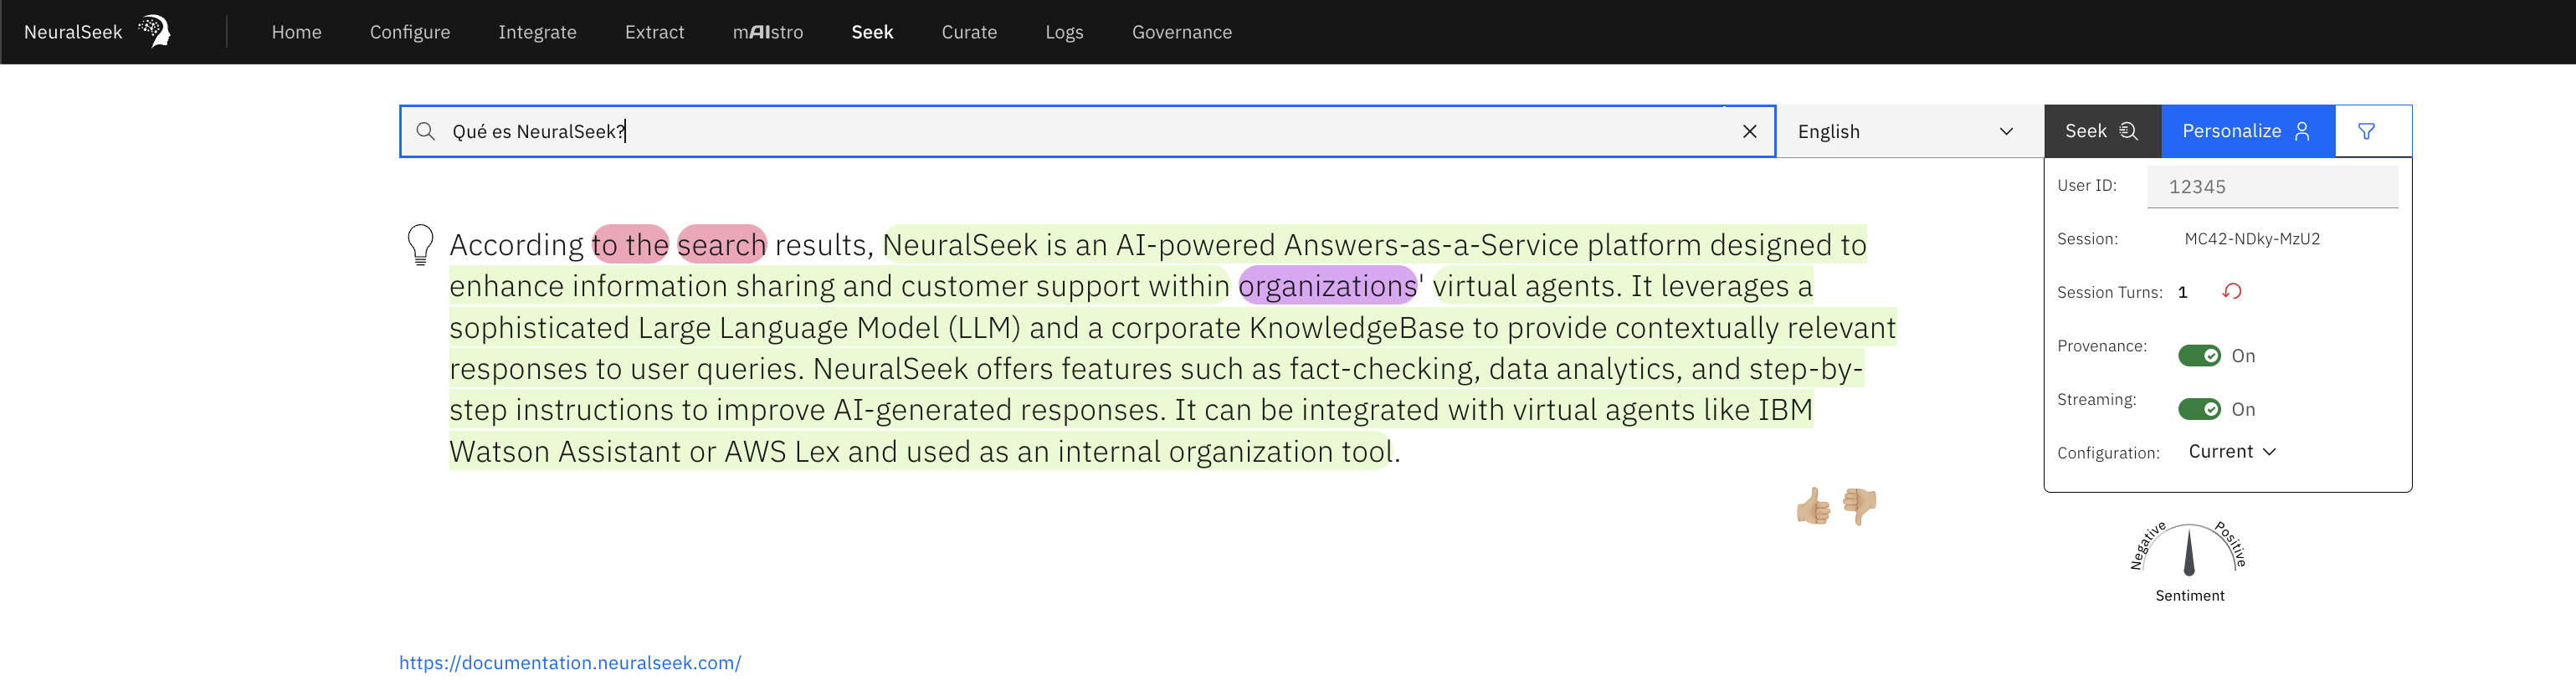 NeuralSeek Home Configure Integrate Extract mAIstro Seek Curate Logs Governance
Qué es NeuralSeek? English Seek Personalize
User ID: 12345
Session: MC42-NDky-MzU2
Session Turns: 1
Provenance: On
Streaming: On
Configuration: Current
According to the search results, NeuralSeek is an AI-powered Answers-as-a-Service platform designed to
enhance information sharing and customer support within organizations' virtual agents. It leverages a
sophisticated Large Language Model (LLM) and a corporate KnowledgeBase to provide contextually relevant
responses to user queries. NeuralSeek offers features such as fact-checking, data analytics, and step-by-
step instructions to improve AI-generated responses. It can be integrated with virtual agents like IBM
Watson Assistant or AWS Lex and used as an internal organization tool.
Negative Positive
Sentiment
https://documentation.neuralseek.com/